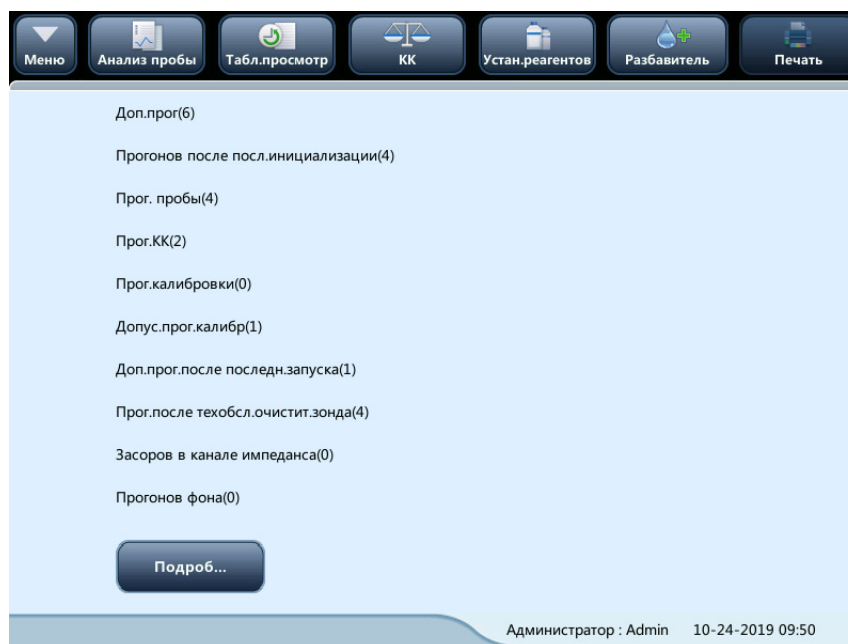 Меню
Анализ пробы
Табл.просмотр
КК
Устан.реагентов
Разбавитель
Печать
Доп.прог(6)
Прогонов после посл.инициализации(4)
Прог. пробы(4)
Прог.КК(2)
Прог.калибровки(0)
Допус.прог.калибр(1)
Доп.прог.после последн.запуска(1)
Прог.после техобсл.очистит.зонда(4)
Засоров в канале импеданса(0)
Прогонов фона(0)
Подроб...
Администратор : Admin 10-24-2019 09:50